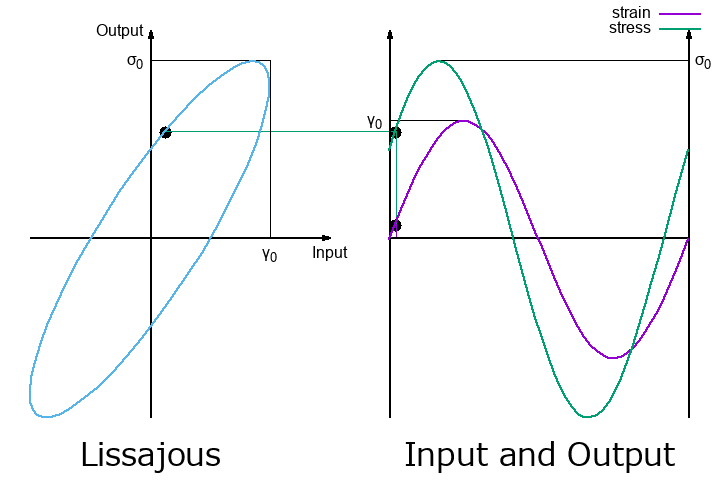 strain
stress
Output
σ0
σ0
γ0
γ0
Input
Lissajous
Input and Output